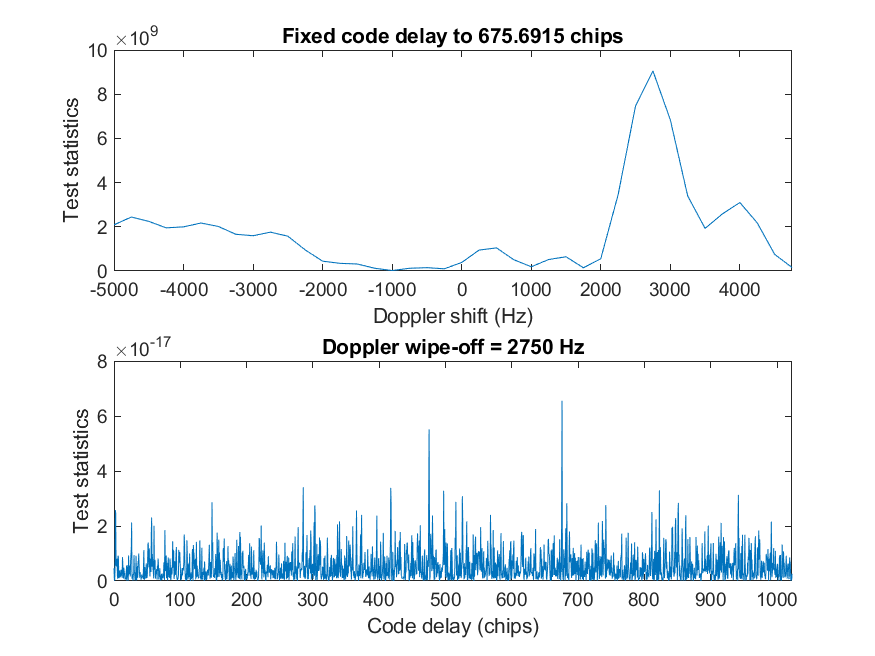 ×10^9
Fixed code delay to 675.6915 chips
10
8
6
4
2
0
Test statistics
-5000 -4000 -3000 -2000 -1000 0 1000 2000 3000 4000
Doppler shift (Hz)
×10^-17
Doppler wipe-off = 2750 Hz
8
6
4
2
0
Test statistics
0 100 200 300 400 500 600 700 800 900 1000
Code delay (chips)